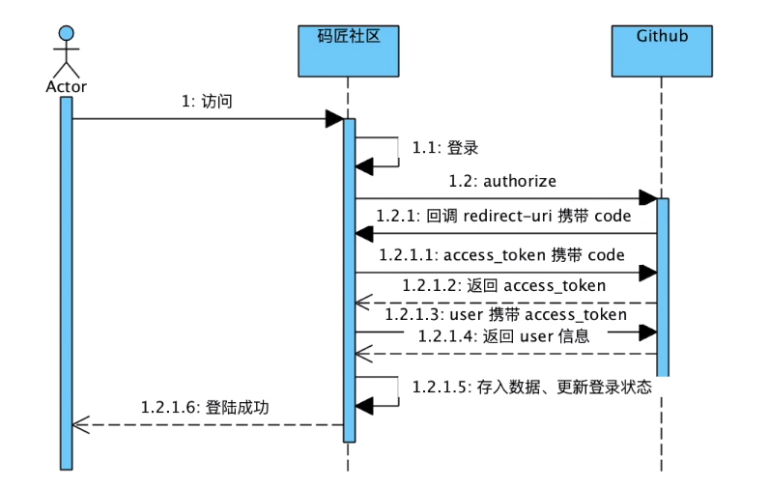 码匠社区
Github
Actor
1: 访问
1.1: 登录
1.2: authorize
1.2.1: 回调 redirect-uri 携带 code
1.2.1.1: access_token 携带 code
1.2.1.2: 返回 access_token
1.2.1.3: user 携带 access_token
1.2.1.4: 返回 user 信息
1.2.1.5: 存入数据、更新登录状态
1.2.1.6: 登陆成功